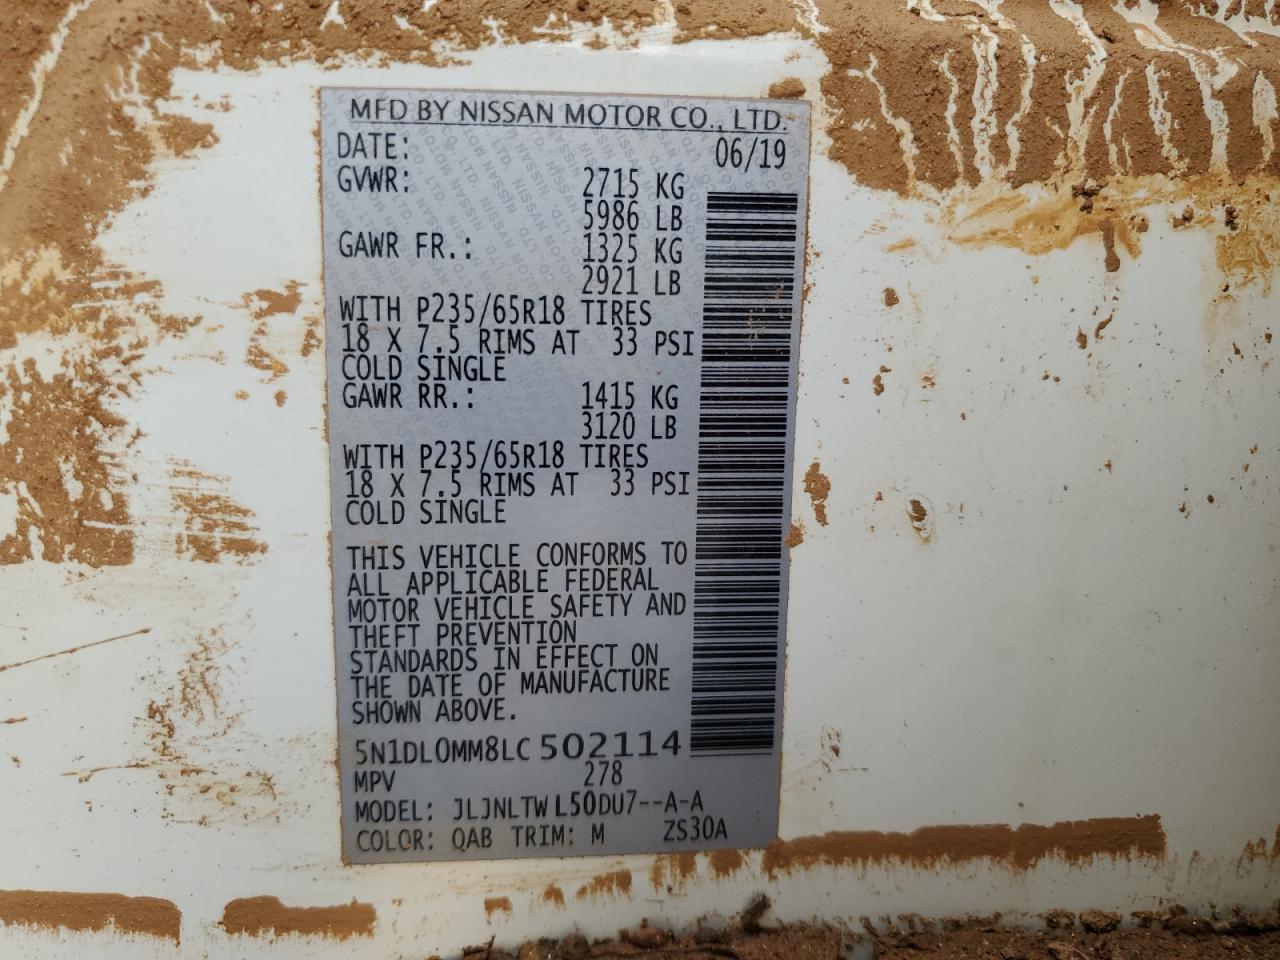 MFD BY NISSAN MOTOR CO., LTD.
DATE: 06/19
GVWR: 2715 KG
5986 LB
GAWR FR.: 1325 KG
2921 LB
WITH P235/65R18 TIRES
18 X 7.5 RIMS AT 33 PSI
COLD SINGLE
GAWR RR.: 1415 KG
3120 LB
WITH P235/65R18 TIRES
18 X 7.5 RIMS AT 33 PSI
COLD SINGLE
THIS VEHICLE CONFORMS TO
ALL APPLICABLE FEDERAL
MOTOR VEHICLE SAFETY AND
THEFT PREVENTION
STANDARDS IN EFFECT ON
THE DATE OF MANUFACTURE
SHOWN ABOVE.
5N1DL0MM8LC502114
MPV 278
MODEL: JLJNLTWL50DU7--A-A
COLOR: QAB TRIM: M ZS30A